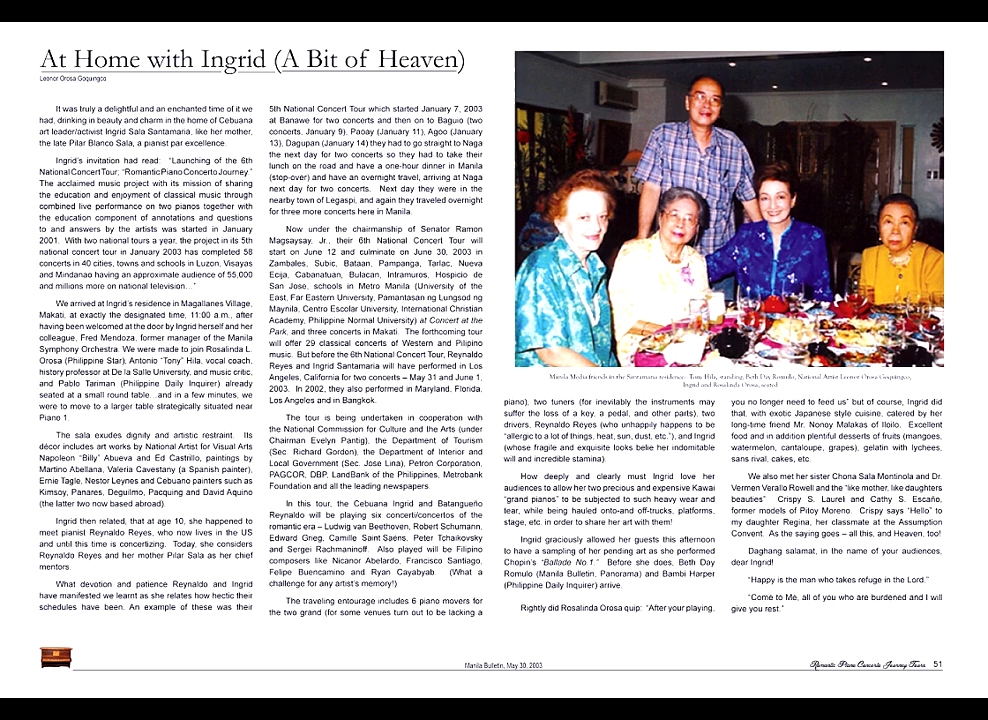 At Home with Ingrid (A Bit of Heaven)
Leonor Orosa Goquingco
It was truly a delightful and an enchanted time of it we
had, drinking in beauty and charm in the home of Cebuana
art leader/activist Ingrid Sala Santamaria, like her mother,
the late Pilar Blanco Sala, a pianist par excellence.
Ingrid's invitation had read: "Launching of the 6th
National Concert Tour; "Romantic Piano Concerto Journey."
The acclaimed music project with its mission of sharing
the education and enjoyment of classical music through
combined live performance on two pianos together with
the education component of annotations and questions
to and answers by the artists was started in January
2001. With two national tours a year, the project in its 5th
national concert tour in January 2003 has completed 58
concerts in 40 cities, towns and schools in Luzon, Visayas
and Mindanao having an approximate audience of 55,000
and millions more on national television..."
We arrived at Ingrid's residence in Magallanes Village,
Makati, at exactly the designated time, 11:00 a.m., after
having been welcomed at the door by Ingrid herself and her
colleague, Fred Mendoza, former manager of the Manila
Symphony Orchestra. We were made to join Rosalinda L.
Orosa (Philippine Star), Antonio "Tony" Hila, vocal coach,
history professor at De la Salle University, and music critic,
and Pablo Tariman (Philippine Daily Inquirer) already
seated at a small round table...and in a few minutes, we
were to move to a larger table strategically situated near
Piano 1.
The sala exudes dignity and artistic restraint. Its
décor includes art works by National Artist for Visual Arts
Napoleon "Billy" Abueva and Ed Castrillo, paintings by
Martino Abellana, Valeria Cavestany (a Spanish painter),
Ernie Tagle, Nestor Leynes and Cebuano painters such as
Kimsoy, Panares, Deguilmo, Pacquing and David Aquino
(the latter two now based abroad).
Ingrid then related, that at age 10, she happened to
meet pianist Reynaldo Reyes, who now lives in the US
and until this time is concertizing. Today, she considers
Reynaldo Reyes and her mother Pilar Sala as her chief
mentors.
What devotion and patience Reynaldo and Ingrid
have manifested we learnt as she relates how hectic their
schedules have been. An example of these was their
5th National Concert Tour which started January 7, 2003
at Banawe for two concerts and then on to Baguio (two
concerts, January 9), Paoay (January 11), Agoo (January
13), Dagupan (January 14) they had to go straight to Naga
the next day for two concerts so they had to take their
lunch on the road and have a one-hour dinner in Manila
(step-over) and have an overnight travel, arriving at Naga
next day for two concerts. Next day they were in the
nearby town of Legaspi, and again they traveled overnight
for three more concerts here in Manila.
Now under the chairmanship of Senator Ramon
Magsaysay, Jr., their 6th National Concert Tour will
start on June 12 and culminate on June 30, 2003 in
Zambales, Subic, Bataan, Pampanga, Tarlac, Nueva
Ecija, Cabanatuan, Bulacan, Intramuros, Hospicio de
San Jose, schools in Metro Manila (University of the
East, Far Eastern University, Pamantasan ng Lungsod ng
Maynila, Centro Escolar University, International Christian
Academy, Philippine Normal University) at Concert at the
Park, and three concerts in Makati. The forthcoming tour
will offer 29 classical concerts of Western and Pilipino
music. But before the 6th National Concert Tour, Reynaldo
Reyes and Ingrid Santamaria will have performed in Los
Angeles, California for two concerts – May 31 and June 1,
2003. In 2002 they also performed in Maryland, Florida,
Los Angeles and in Bangkok.
The tour is being undertaken in cooperation with
the National Commission for Culture and the Arts (under
Chairman Evelyn Pantig), the Department of Tourism
(Sec. Richard Gordon), the Department of Interior and
Local Government (Sec. Jose Lina), Petron Corporation,
PAGCOR, DBP, LandBank of the Philippines, Metrobank
Foundation and all the leading newspapers.
In this tour, the Cebuana Ingrid and Batangueño
Reynaldo will be playing six concerti/concertos of the
romantic era – Ludwig van Beethoven, Robert Schumann,
Edward Grieg, Camille Saint Saëns, Peter Tchaikovsky
and Sergei Rachmaninoff. Also played will be Filipino
composers like Nicanor Abelardo, Francisco Santiago,
Felipe Buencamino and Ryan Cayabyab. (What a
challenge for any artist's memory!)
The traveling entourage includes 6 piano movers for
the two grand (for some venues turn out to be lacking a
Manila Media friends in the Santamaria residence. Tony Hila, standing, Beth Day Romulo, National Artist Leonor Orosa Goquingco,
Ingrid and Rosalinda Orosa, seated
piano), two tuners (for inevitably the instruments may
suffer the loss of a key, a pedal, and other parts), two
drivers, Reynaldo Reyes (who unhappily happens to be
"allergic to a lot of things, heat, sun, dust, etc."), and Ingrid
(whose fragile and exquisite looks belie her indomitable
will and incredible stamina).
How deeply and clearly must Ingrid love her
audiences to allow her two precious and expensive Kawai
"grand pianos" to be subjected to such heavy wear and
tear, while being hauled onto-and off-trucks, platforms,
stage, etc. in order to share her art with them!
Ingrid graciously allowed her guests this afternoon
to have a sampling of her pending art as she performed
Chopin's "Ballade No.1." Before she does, Beth Day
Romulo (Manila Bulletin, Panorama) and Bambi Harper
(Philippine Daily Inquirer) arrive.
Rightly did Rosalinda Orosa quip: "After your playing,
you no longer need to feed us" but of course, Ingrid did
that, with exotic Japanese style cuisine, catered by her
long-time friend Mr. Nonoy Malakas of Iloilo. Excellent
food and in addition plentiful desserts of fruits (mangoes,
watermelon, cantaloupe, grapes), gelatin with lychees,
sans rival, cakes, etc.
We also met her sister Chona Sala Montinola and Dr.
Vermen Verallo Rowell and the "like mother, like daughters
beauties" Crispy S. Laurel and Cathy S. Escaño,
former models of Pitoy Moreno. Crispy says "Hello" to
my daughter Regina, her classmate at the Assumption
Convent. As the saying goes – all this, and Heaven, too!
Daghang salamat, in the name of your audiences,
dear Ingrid!
"Happy is the man who takes refuge in the Lord."
"Come to Me, all of you who are burdened and I will
give you rest."
Manila Bulletin, May 30, 2003
Romantic Piano Concerto Journey Tours 51